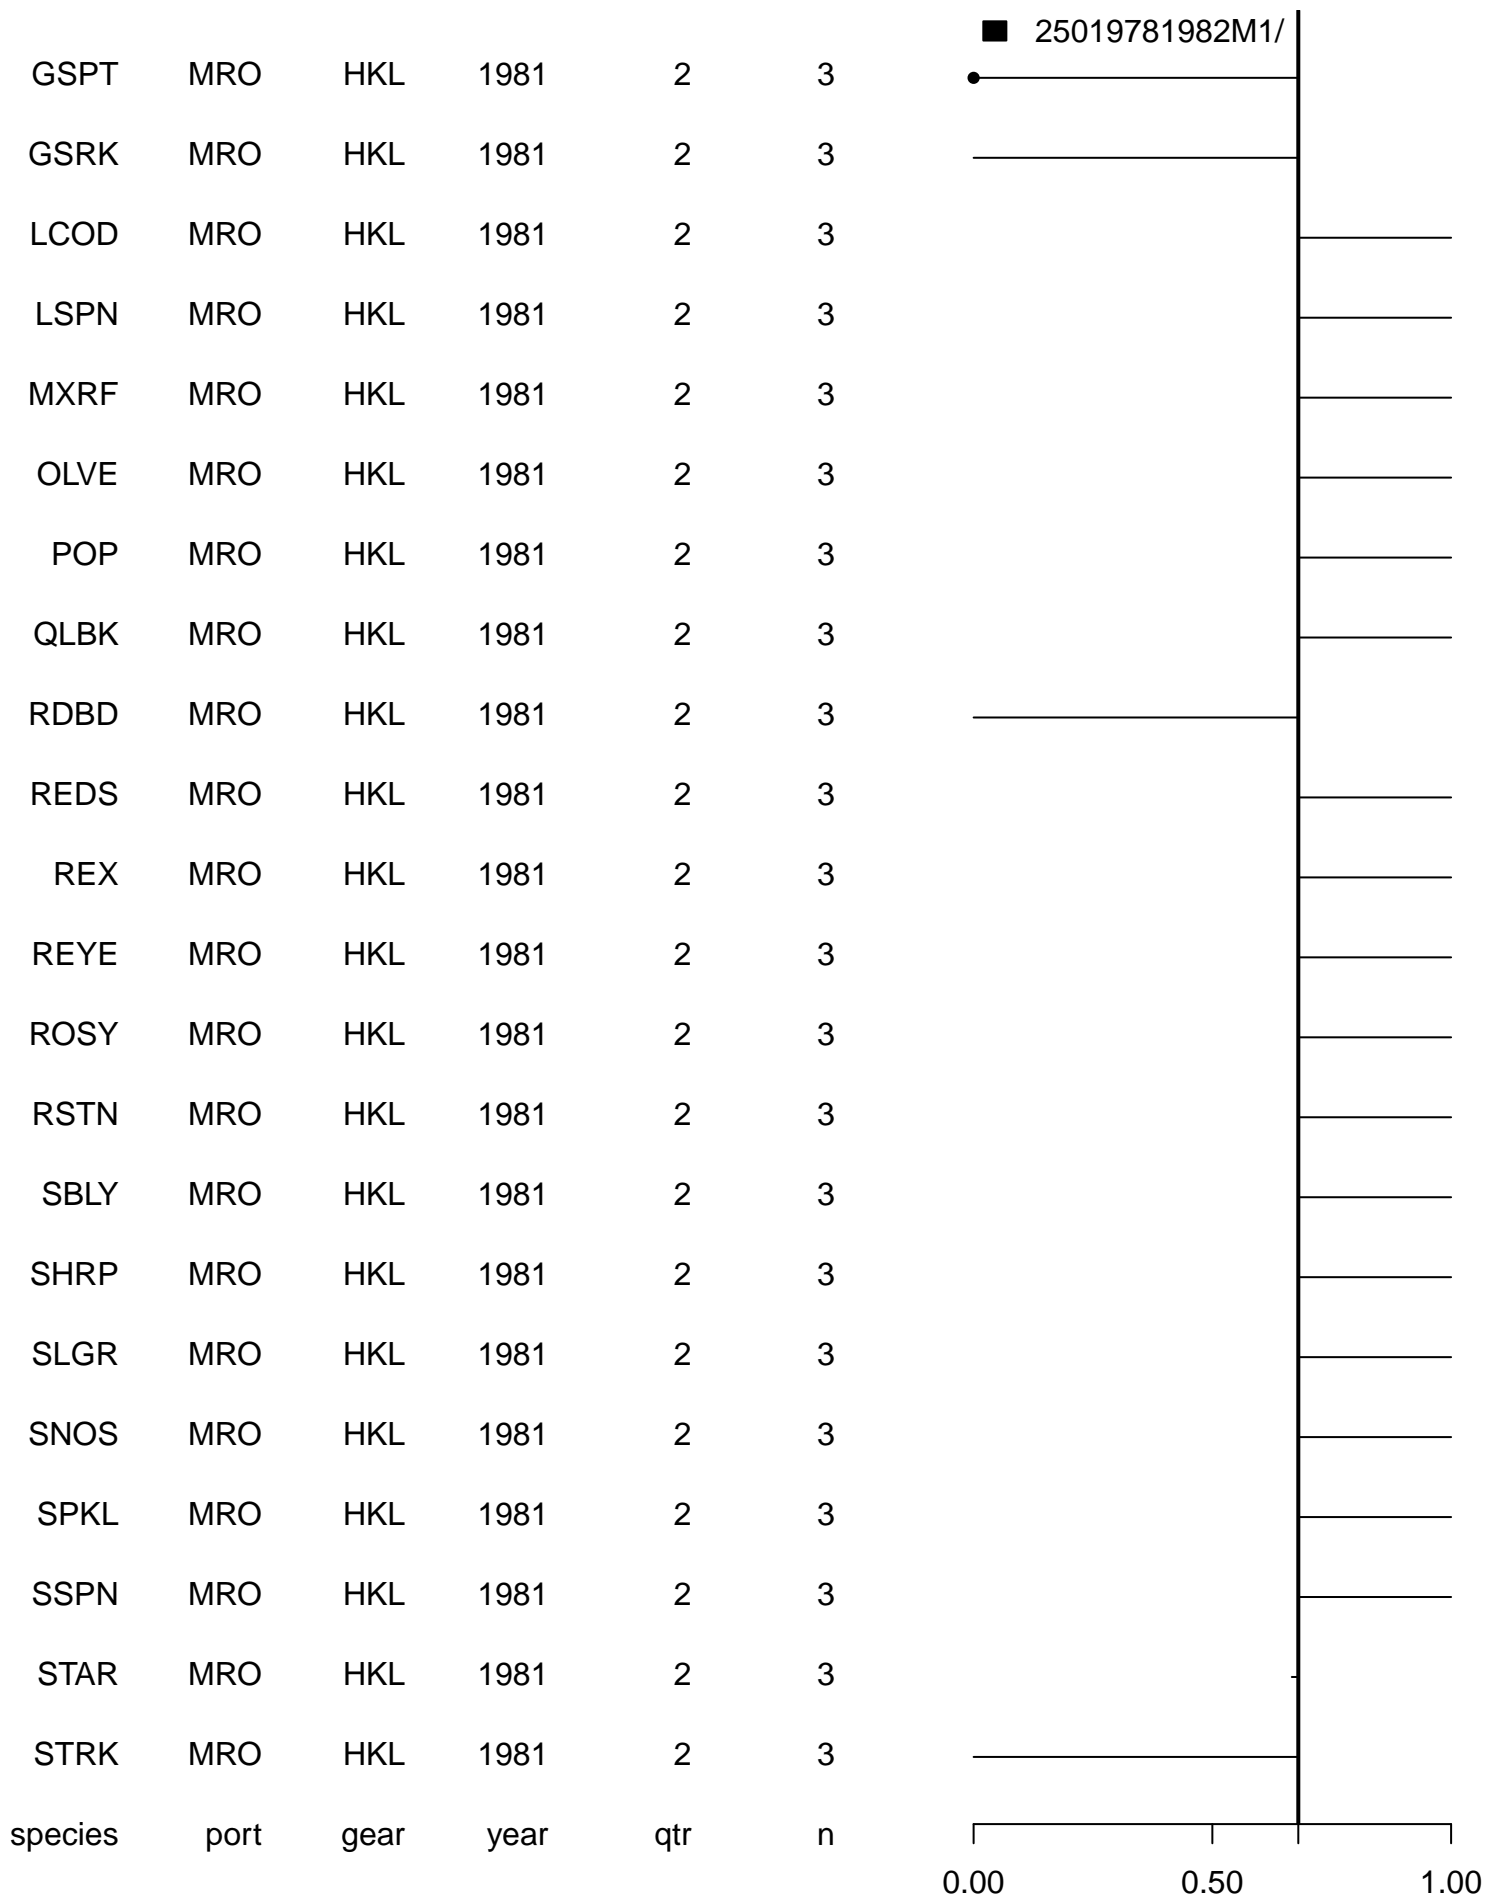 25019781982M1/
GSPT MRO HKL 1981 2 3
GSRK MRO HKL 1981 2 3
LCOD MRO HKL 1981 2 3
LSPN MRO HKL 1981 2 3
MXRF MRO HKL 1981 2 3
OLVE MRO HKL 1981 2 3
POP MRO HKL 1981 2 3
QLBK MRO HKL 1981 2 3
RDBD MRO HKL 1981 2 3
REDS MRO HKL 1981 2 3
REX MRO HKL 1981 2 3
REYE MRO HKL 1981 2 3
ROSY MRO HKL 1981 2 3
RSTN MRO HKL 1981 2 3
SBLY MRO HKL 1981 2 3
SHRP MRO HKL 1981 2 3
SLGR MRO HKL 1981 2 3
SNOS MRO HKL 1981 2 3
SPKL MRO HKL 1981 2 3
SSPN MRO HKL 1981 2 3
STAR MRO HKL 1981 2 3
STRK MRO HKL 1981 2 3
species port gear year qtr n
0.00 0.50 1.00